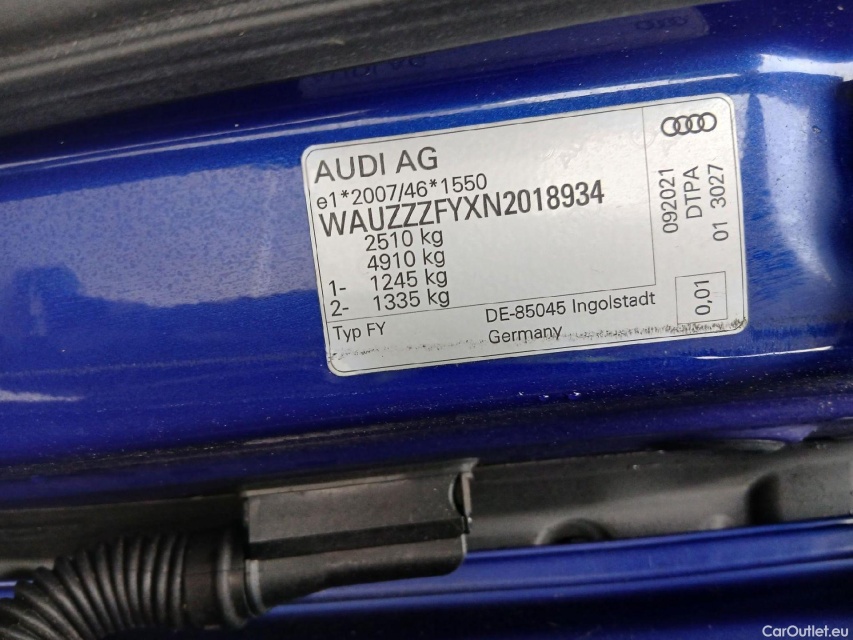 AUDI AG
e1*2007/46*1550
WAUZZZFYXN2018934
2510 kg
4910 kg
1- 1245 kg
2- 1335 kg
Typ FY
DE-85045 Ingolstadt
Germany
092021
DTPA
01 3027
0,01
CarOutlet.eu